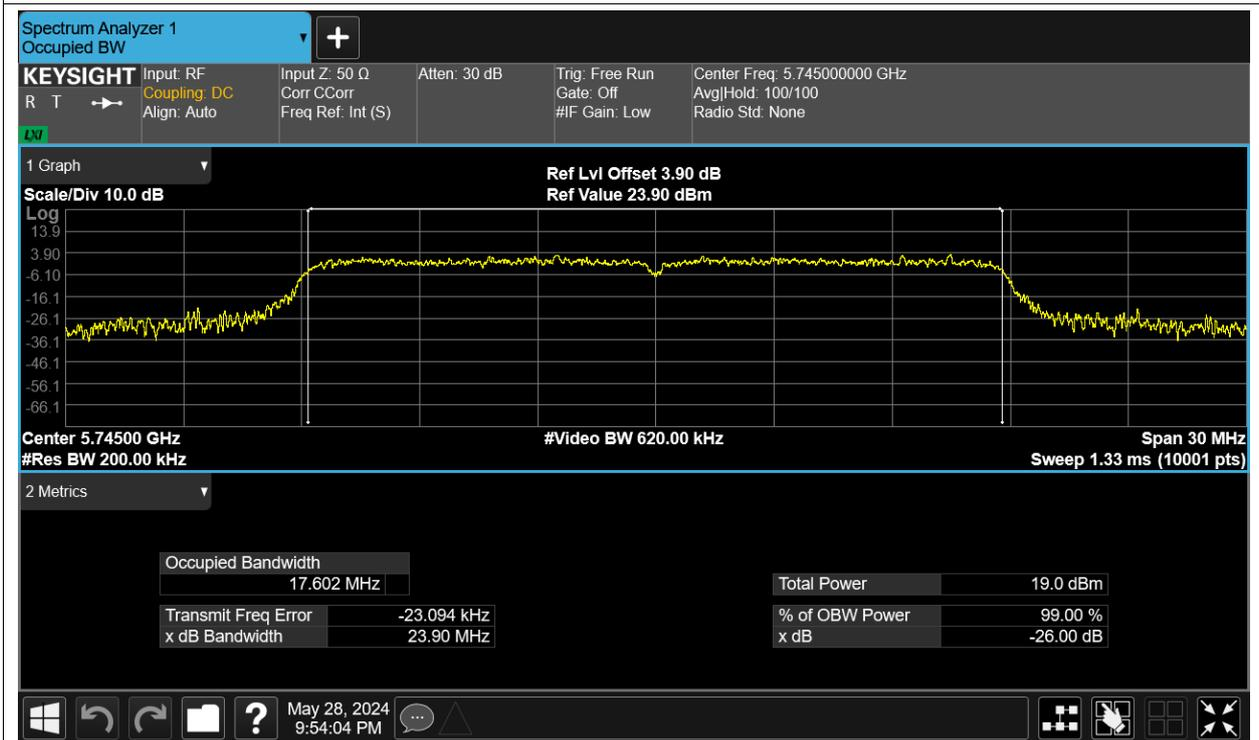 Spectrum Analyzer 1
Occupied BW
KEYSIGHT
R T
LXI
Input: RF
Coupling: DC
Align: Auto
Input Z: 50 Ω
Corr CCorr
Freq Ref: Int (S)
Atten: 30 dB
Trig: Free Run
Gate: Off
#IF Gain: Low
Center Freq: 5.745000000 GHz
Avg|Hold: 100/100
Radio Std: None
1 Graph
Scale/Div 10.0 dB
Ref Lvl Offset 3.90 dB
Ref Value 23.90 dBm
Log
13.9
3.90
-6.10
-16.1
-26.1
-36.1
-46.1
-56.1
-66.1
Center 5.74500 GHz
#Res BW 200.00 kHz
#Video BW 620.00 kHz
Span 30 MHz
Sweep 1.33 ms (10001 pts)
2 Metrics
Occupied Bandwidth
17.602 MHz
Transmit Freq Error -23.094 kHz
x dB Bandwidth 23.90 MHz
Total Power 19.0 dBm
% of OBW Power 99.00 %
x dB -26.00 dB
?
May 28, 2024
9:54:04 PM